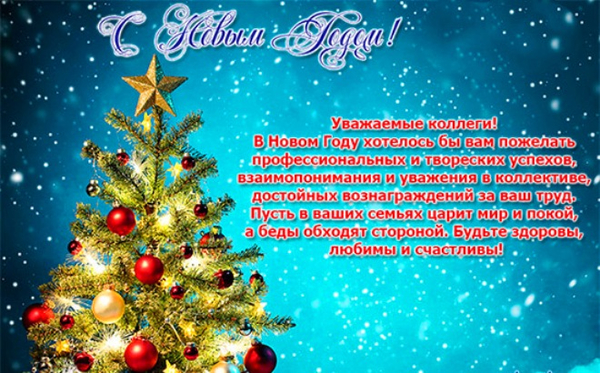 С Новым Годом!
Уважаемые коллеги!
В Новом Году хотелось бы вам пожелать
профессиональных и твореских успехов,
взаимопонимания и уважения в коллективе,
достойных вознаграждений за ваш труд.
Пусть в ваших семьях царит мир и покой,
а беды обходят стороной. Будьте здоровы,
любимы и счастливы!